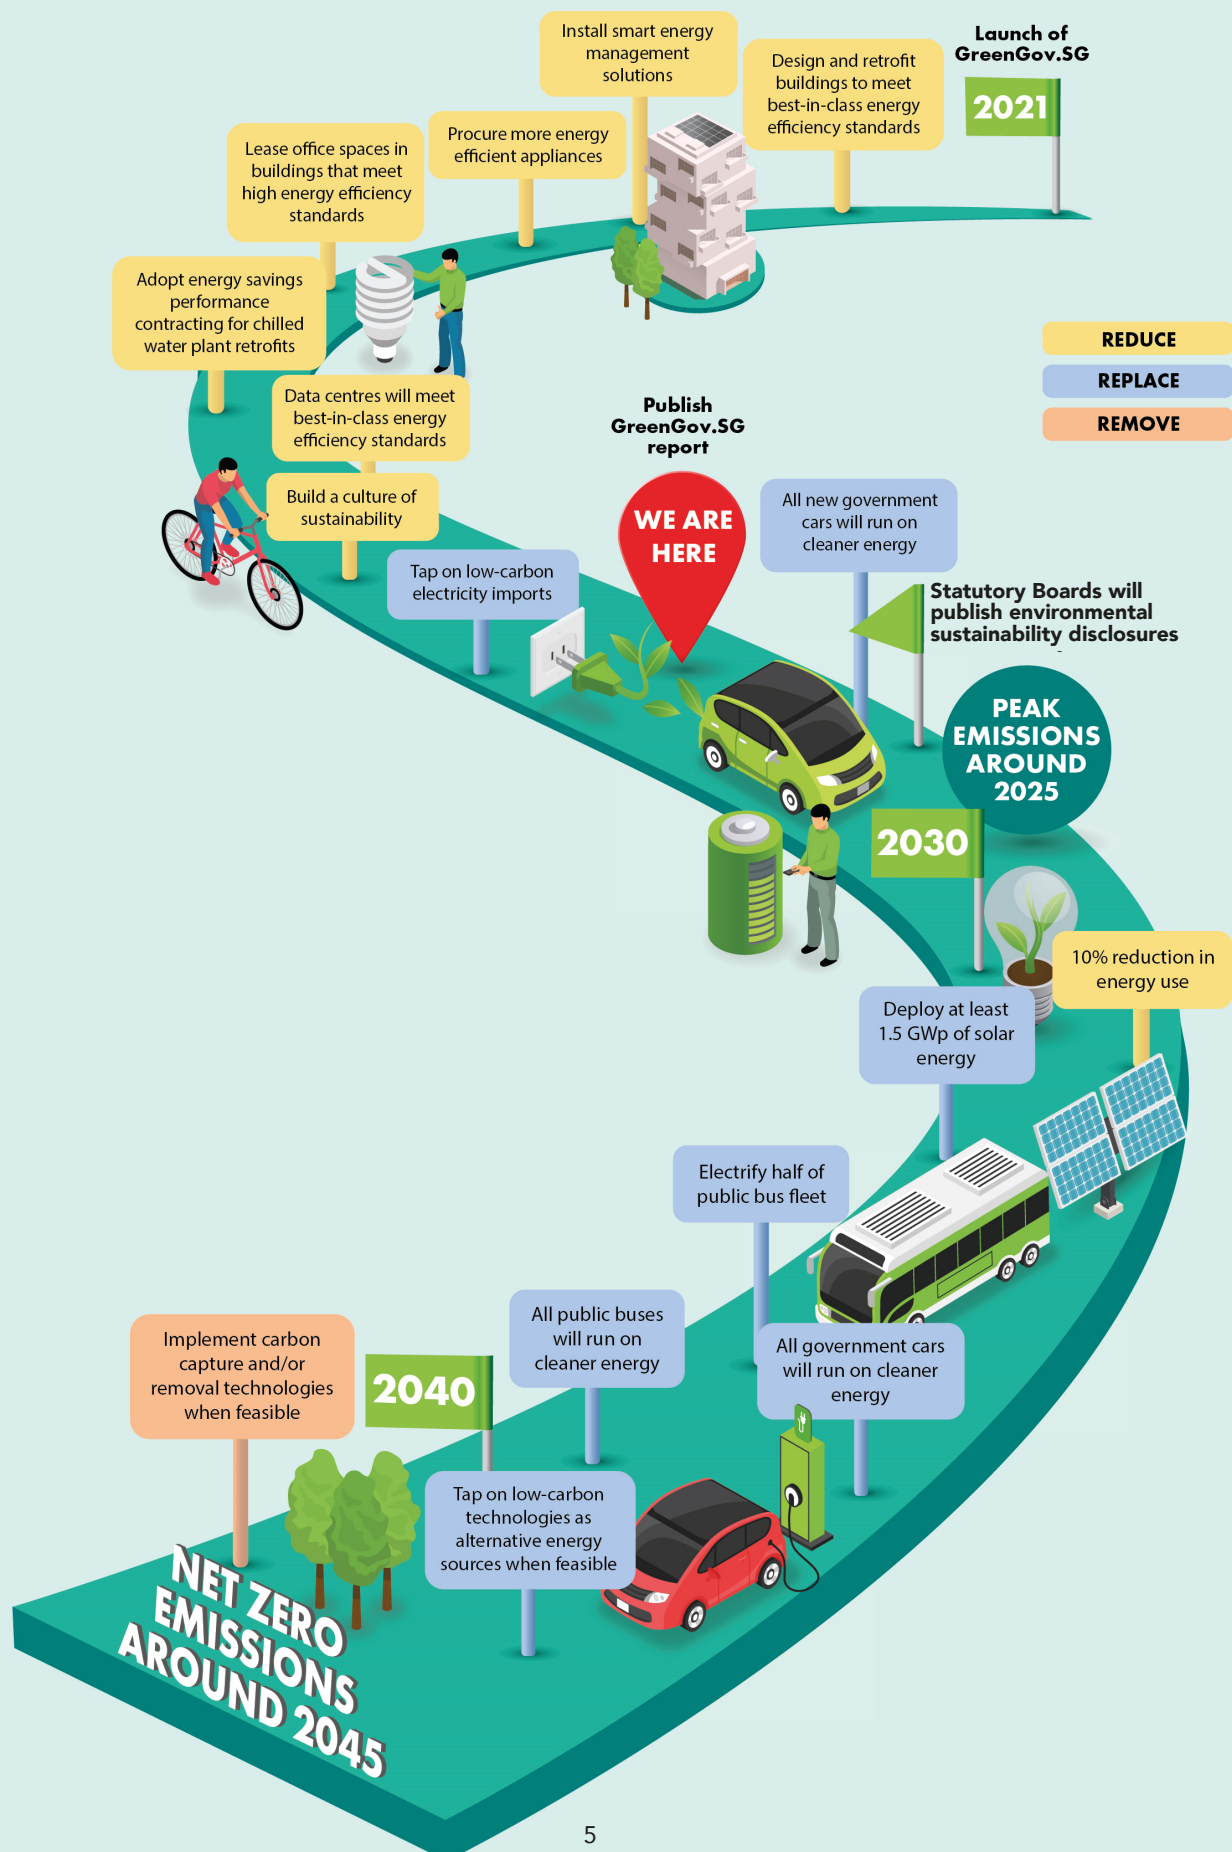 Launch of
GreenGov.SG
2021
Design and retrofit
buildings to meet
best-in-class energy
efficiency standards
Install smart energy
management
solutions
Procure more energy
efficient appliances
Lease office spaces in
buildings that meet
high energy efficiency
standards
Adopt energy savings
performance
contracting for chilled
water plant retrofits
REDUCE
REPLACE
REMOVE
Data centres will meet
best-in-class energy
efficiency standards
Build a culture of
sustainability
Tap on low-carbon
electricity imports
Publish
GreenGov.SG
report
WE ARE
HERE
All new government
cars will run on
cleaner energy
Statutory Boards will
publish environmental
sustainability disclosures
PEAK
EMISSIONS
AROUND
2025
2030
10% reduction in
energy use
Deploy at least
1.5 GWp of solar
energy
Electrify half of
public bus fleet
All government cars
will run on cleaner
energy
All public buses
will run on
cleaner energy
2040
Tap on low-carbon
technologies as
alternative energy
sources when feasible
Implement carbon
capture and/or
removal technologies
when feasible
NET ZERO
EMISSIONS
AROUND 2045
5